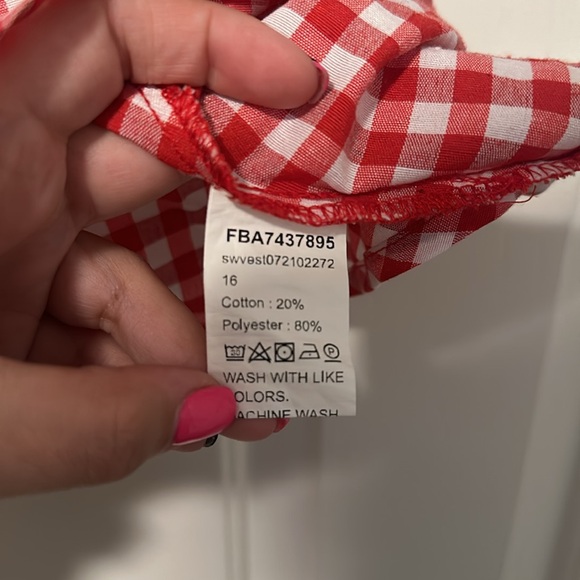 FBA7437895
swvest072102272
16
Cotton : 20%
Polyester : 80%
WASH WITH LIKE
OLORS.
ACHINE WASH